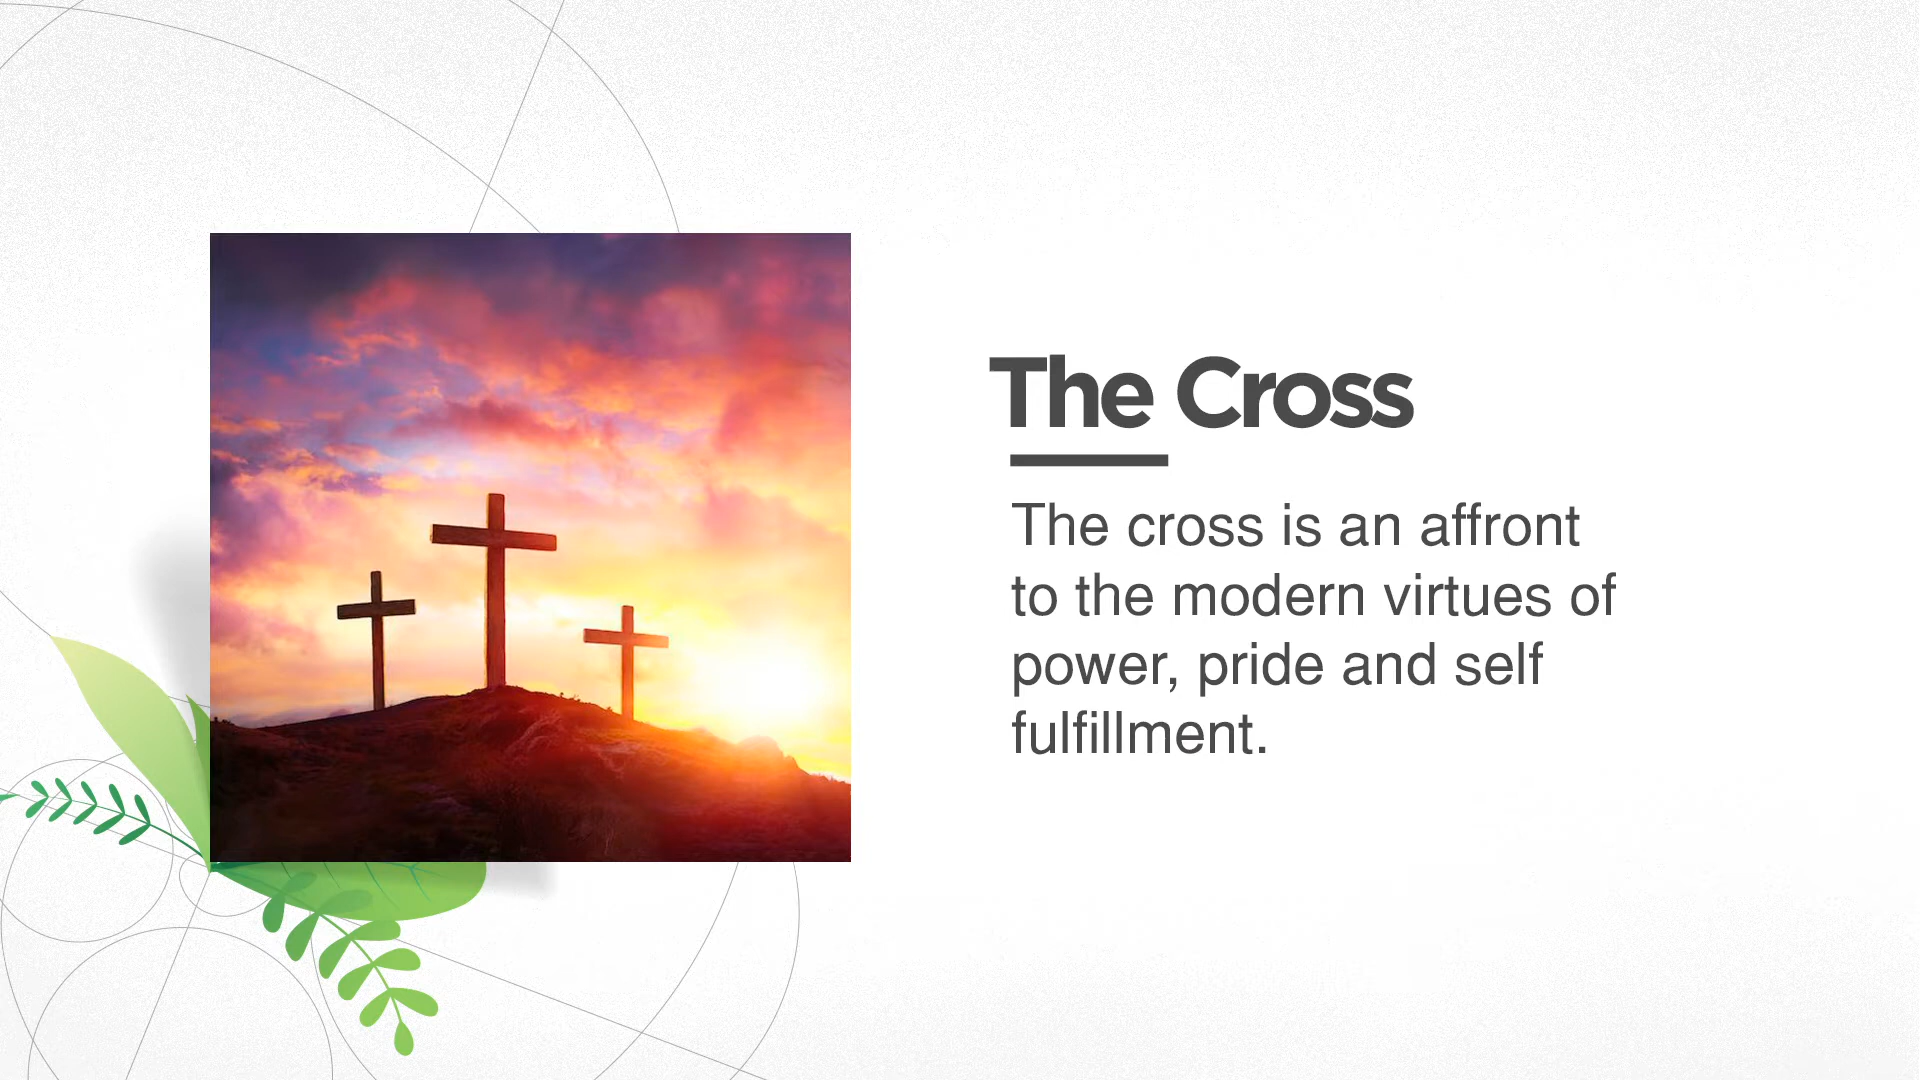 The Cross
The cross is an affront
to the modern virtues of
power, pride and self
fulfillment.